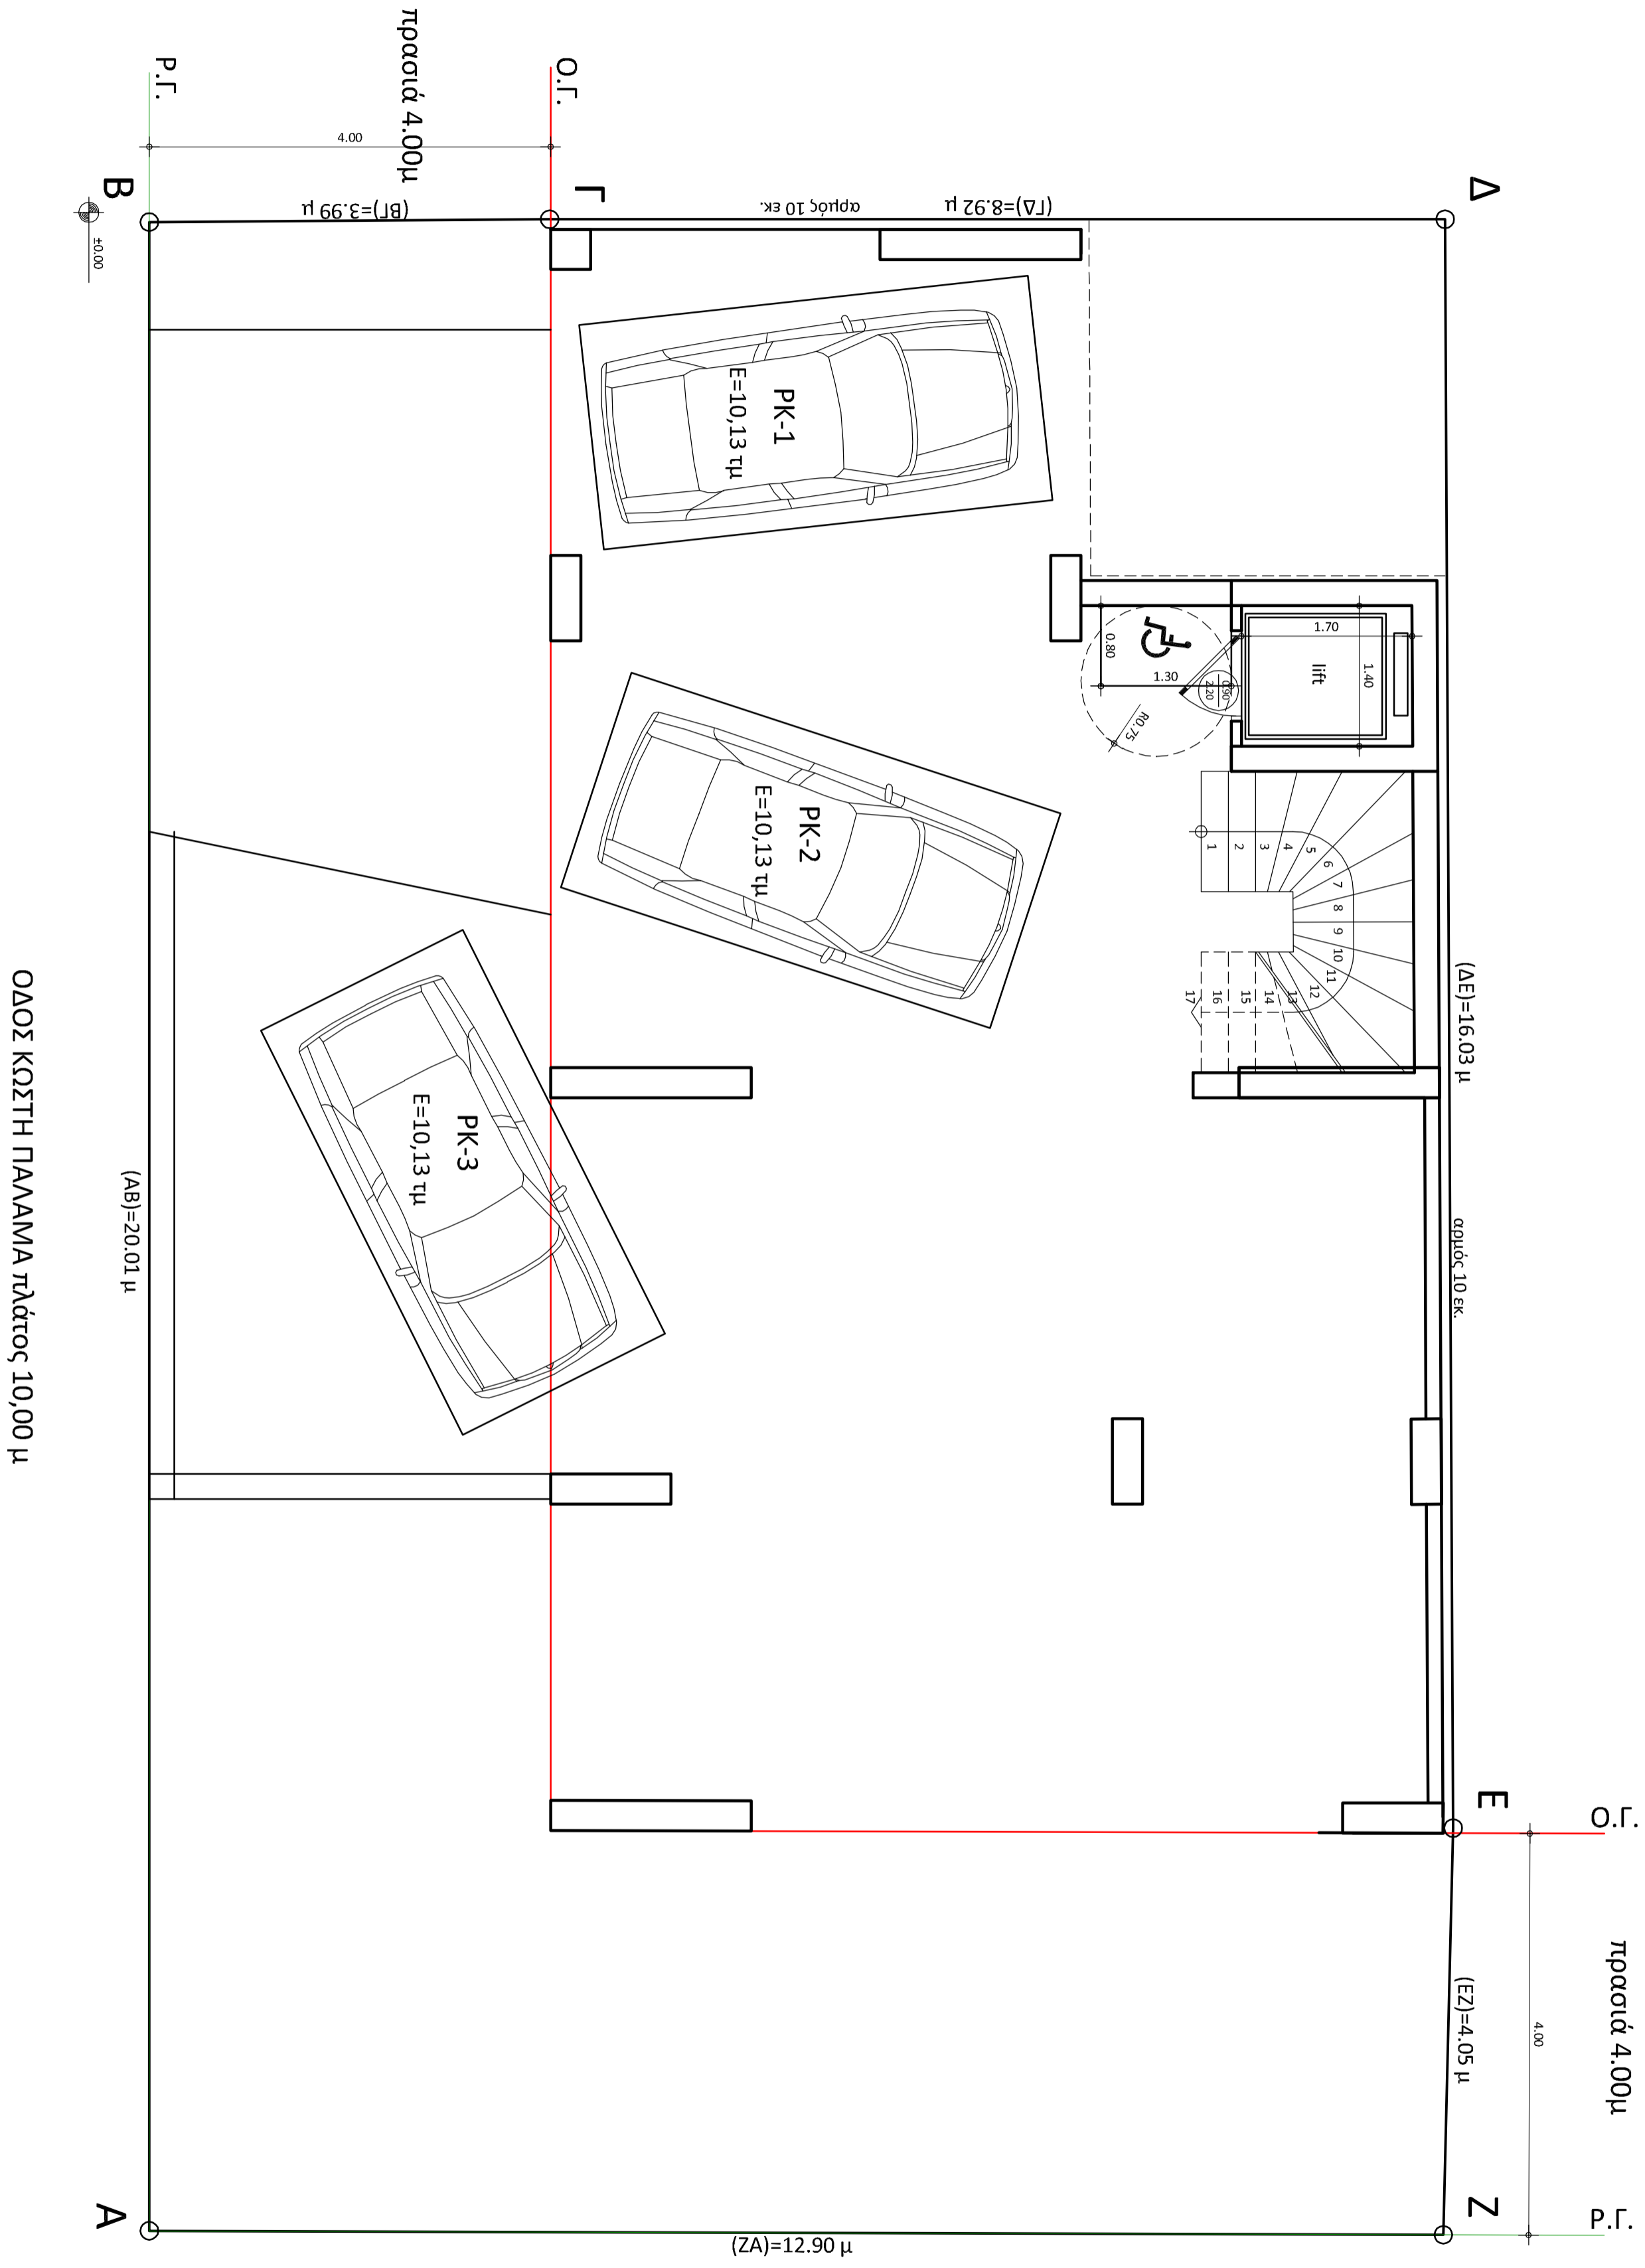 πρασιά 4.00μ
Ρ.Γ.
Ο.Γ.
4.00
Β
Γ
Δ
(ΒΓ)=3.99 μ
αρμός 10 εκ.
(ΓΔ)=8.92 μ
±0.00
PK-1
E=10,13 τμ
lift
1.70
1.40
0.80
1.30
0.90
2.20
R0.75
PK-2
E=10,13 τμ
1
2
3
4
5
6
7
8
9
10
11
12
13
14
15
16
17
(ΔΕ)=16.03 μ
PK-3
E=10,13 τμ
αρμός 10 εκ.
(ΑΒ)=20.01 μ
ΟΔΟΣ ΚΩΣΤΗ ΠΑΛΑΜΑ πλάτος 10,00 μ
Ε
Ο.Γ.
πρασιά 4.00μ
4.00
(ΕΖ)=4.05 μ
Α
Ζ
Ρ.Γ.
(ΖΑ)=12.90 μ